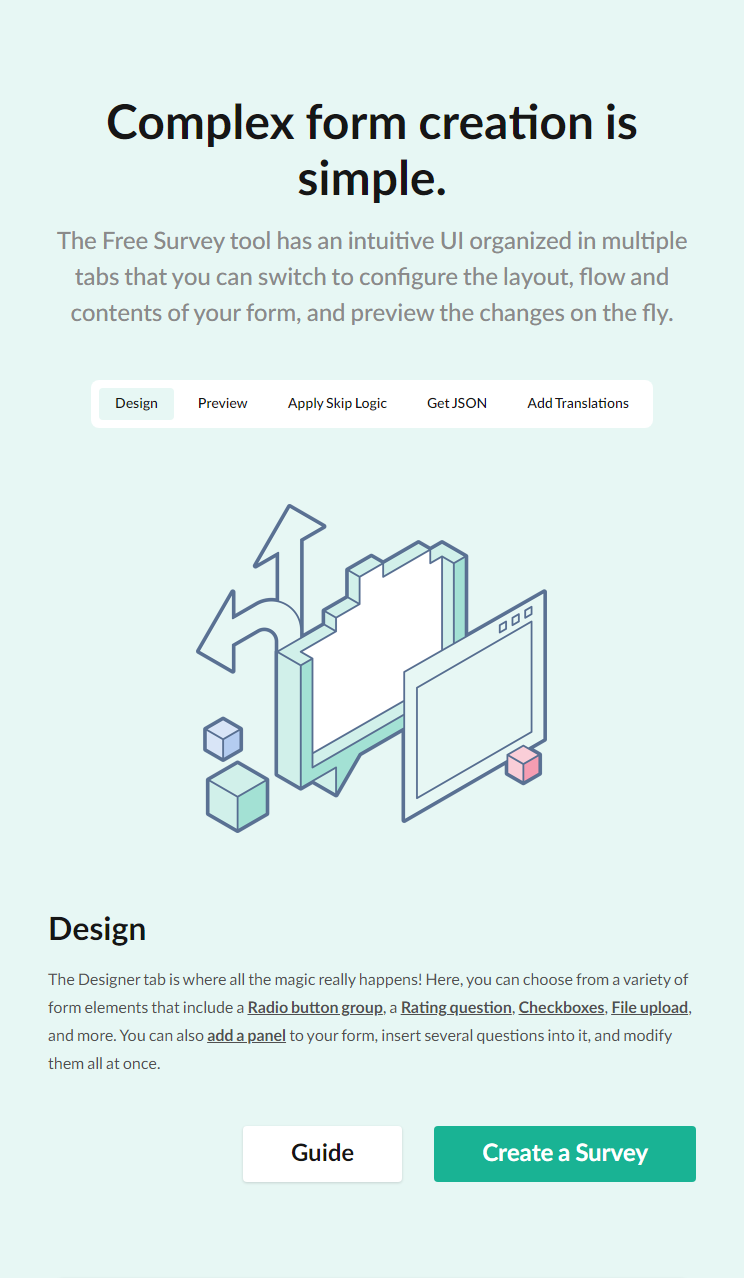 Complex form creation is
simple.
The Free Survey tool has an intuitive UI organized in multiple
tabs that you can switch to configure the layout, flow and
contents of your form, and preview the changes on the fly.
Design Preview Apply Skip Logic Get JSON Add Translations
Design
The Designer tab is where all the magic really happens! Here, you can choose from a variety of
form elements that include a Radio button group, a Rating question, Checkboxes, File upload,
and more. You can also add a panel to your form, insert several questions into it, and modify
them all at once.
Guide Create a Survey